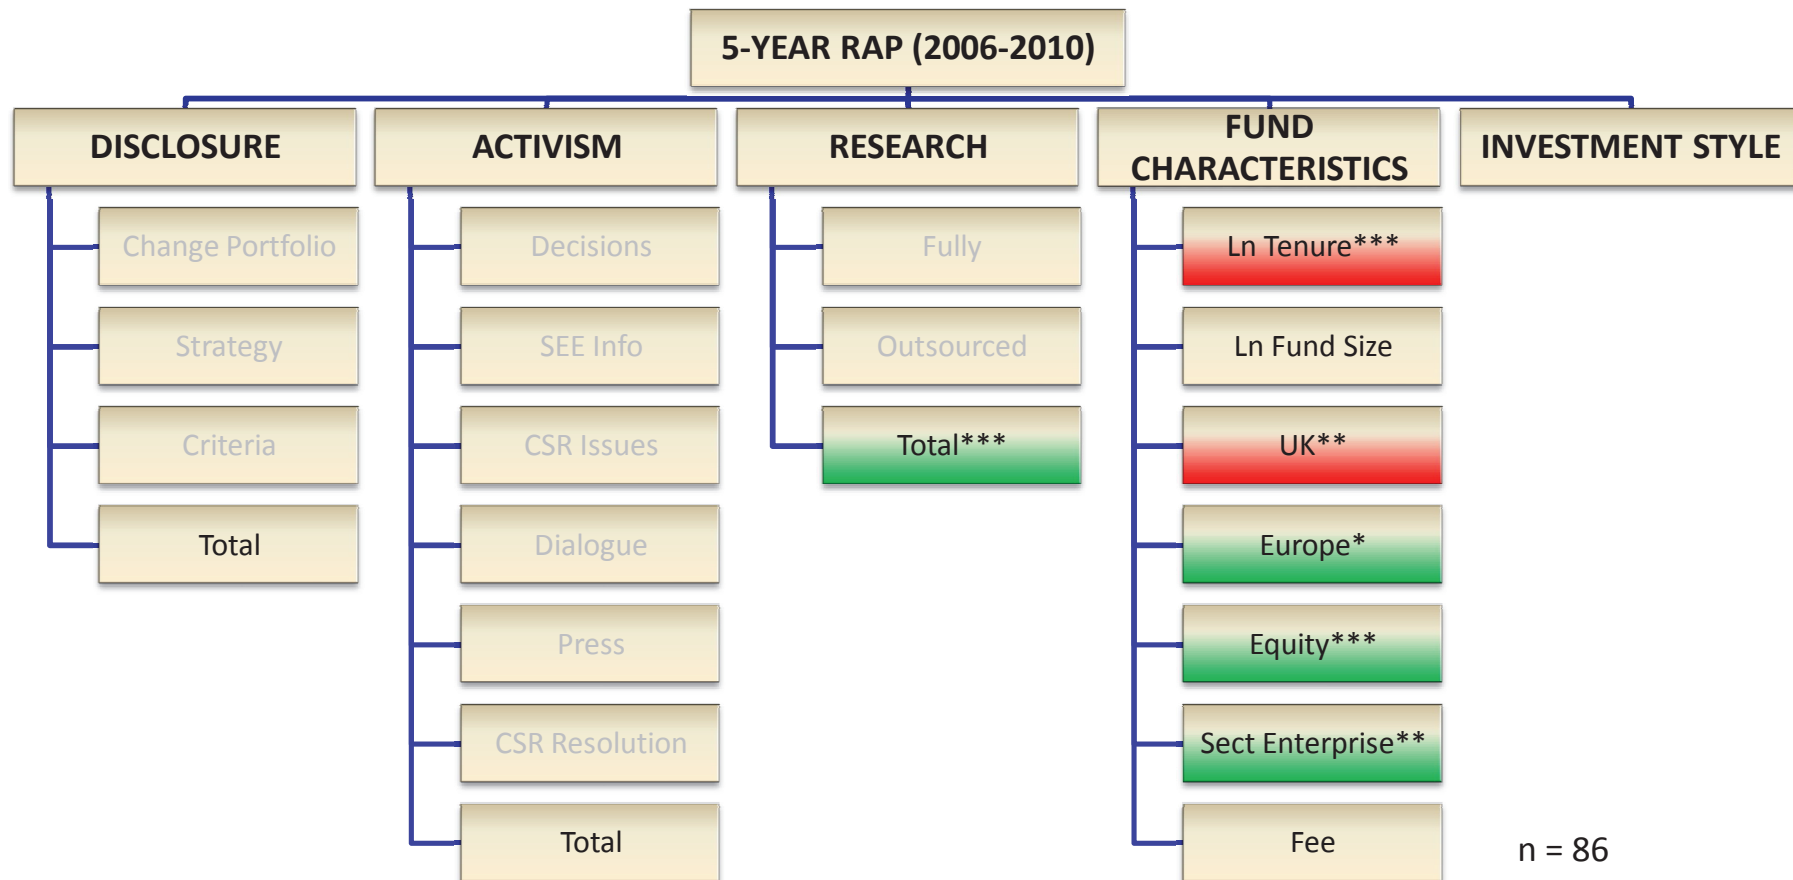 5-YEAR RAP (2006-2010)
DISCLOSURE
Change Portfolio
Strategy
Criteria
Total
ACTIVISM
Decisions
SEE Info
CSR Issues
Dialogue
Press
CSR Resolution
Total
RESEARCH
Fully
Outsourced
Total***
FUND
CHARACTERISTICS
Ln Tenure***
Ln Fund Size
UK**
Europe*
Equity***
Sect Enterprise**
Fee
INVESTMENT STYLE
n = 86